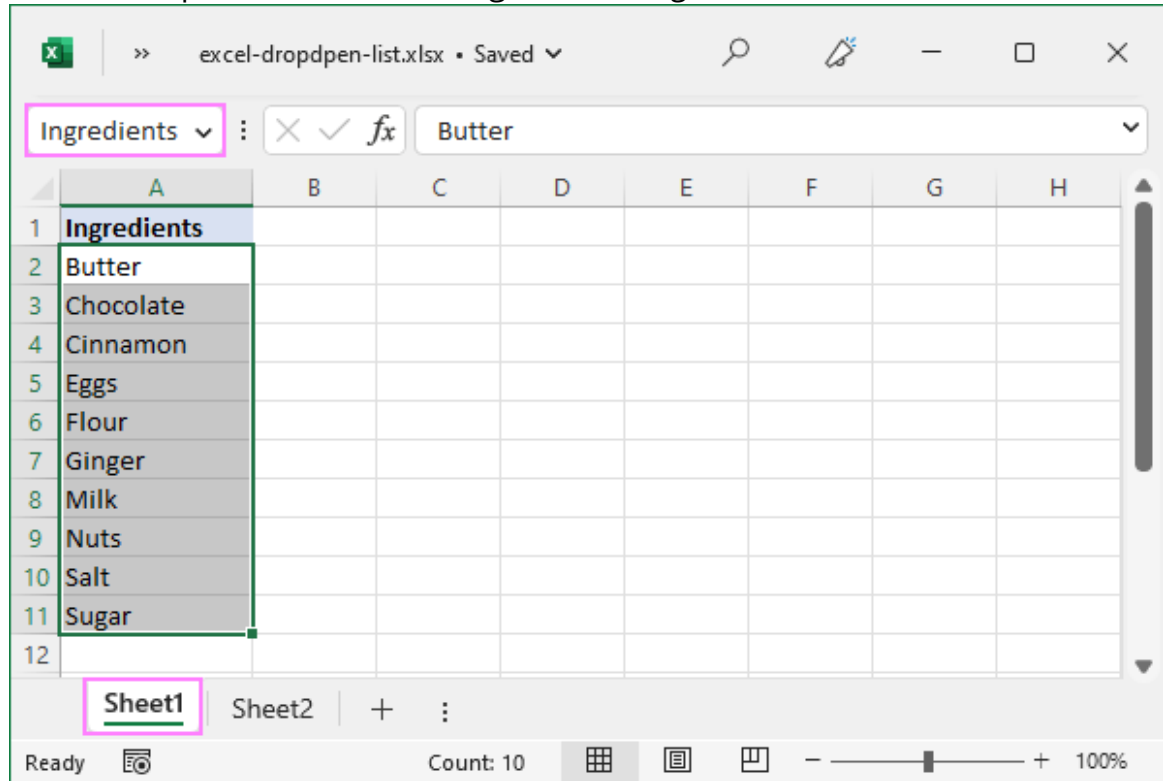 excel-dropdpen-list.xlsx • Saved
Ingredients fx Butter
A B C D E F G H
1 Ingredients
2 Butter
3 Chocolate
4 Cinnamon
5 Eggs
6 Flour
7 Ginger
8 Milk
9 Nuts
10 Salt
11 Sugar
12
Sheet1 Sheet2 +
Ready Count: 10 - + 100%